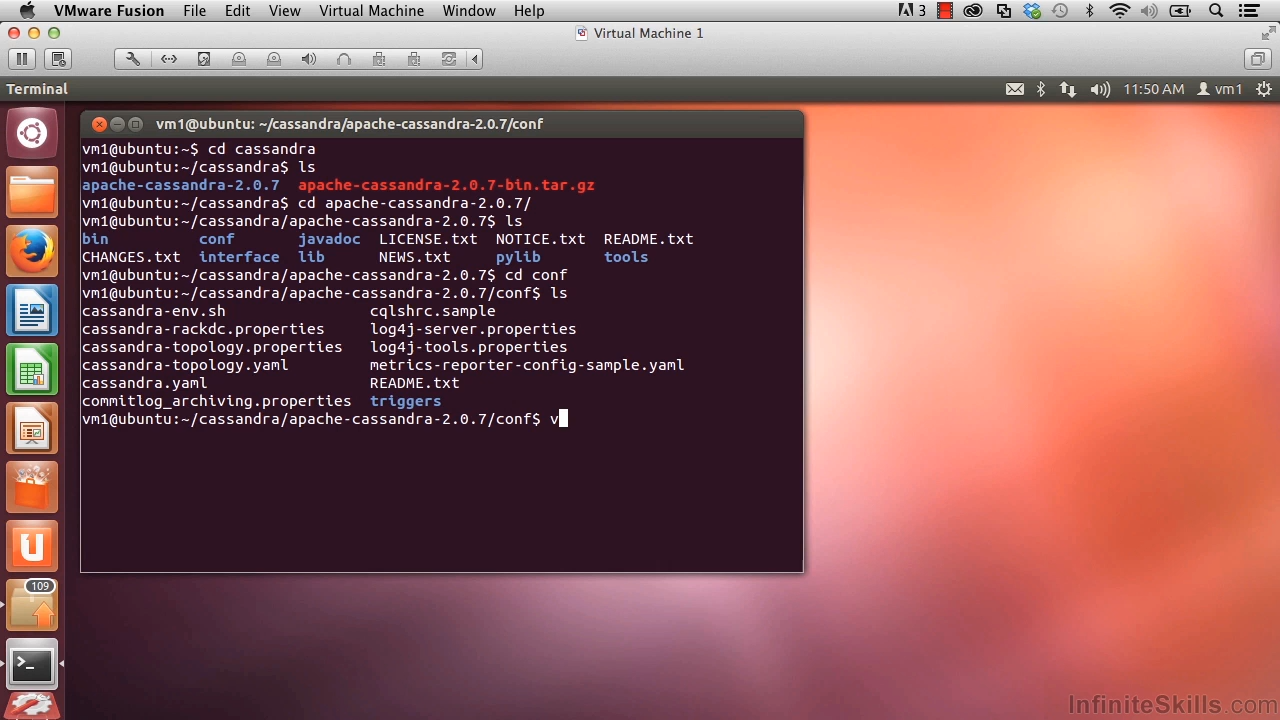 VMware Fusion File Edit View Virtual Machine Window Help 3
Virtual Machine 1
Terminal 11:50 AM vm1
vm1@ubuntu: ~/cassandra/apache-cassandra-2.0.7/conf
vm1@ubuntu:~$ cd cassandra
vm1@ubuntu:~/cassandra$ ls
apache-cassandra-2.0.7 apache-cassandra-2.0.7-bin.tar.gz
vm1@ubuntu:~/cassandra$ cd apache-cassandra-2.0.7/
vm1@ubuntu:~/cassandra/apache-cassandra-2.0.7$ ls
bin conf javadoc LICENSE.txt NOTICE.txt README.txt
CHANGES.txt interface lib NEWS.txt pylib tools
vm1@ubuntu:~/cassandra/apache-cassandra-2.0.7$ cd conf
vm1@ubuntu:~/cassandra/apache-cassandra-2.0.7/conf$ ls
cassandra-env.sh cqlshrc.sample
cassandra-rackdc.properties log4j-server.properties
cassandra-topology.properties log4j-tools.properties
cassandra-topology.yaml metrics-reporter-config-sample.yaml
cassandra.yaml README.txt
commitlog_archiving.properties triggers
vm1@ubuntu:~/cassandra/apache-cassandra-2.0.7/conf$ v
109
InfiniteSkills.com